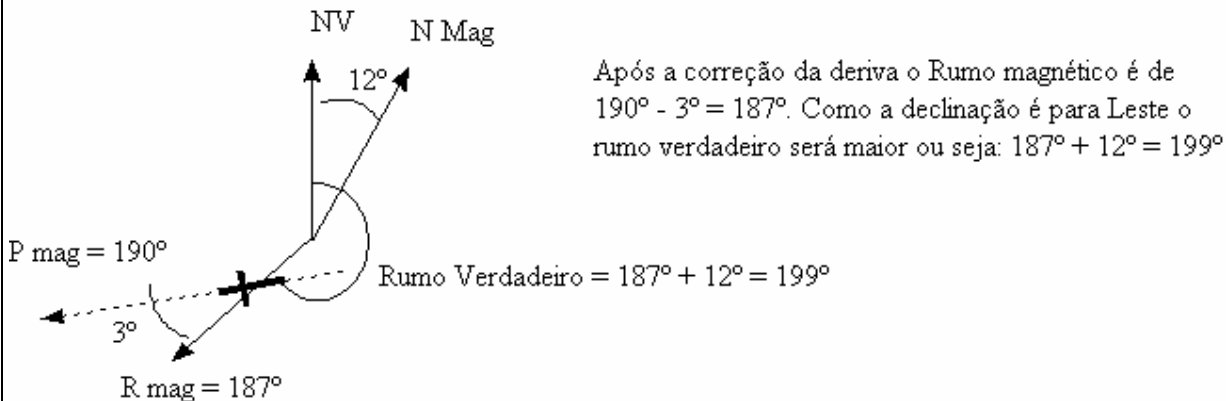 NV
N Mag
12º
Após a correção da deriva o Rumo magnético é de
190º - 3º = 187º. Como a declinação é para Leste o
rumo verdadeiro será maior ou seja: 187º + 12º = 199º
P mag = 190º
Rumo Verdadeiro = 187º + 12º = 199º
3º
R mag = 187º